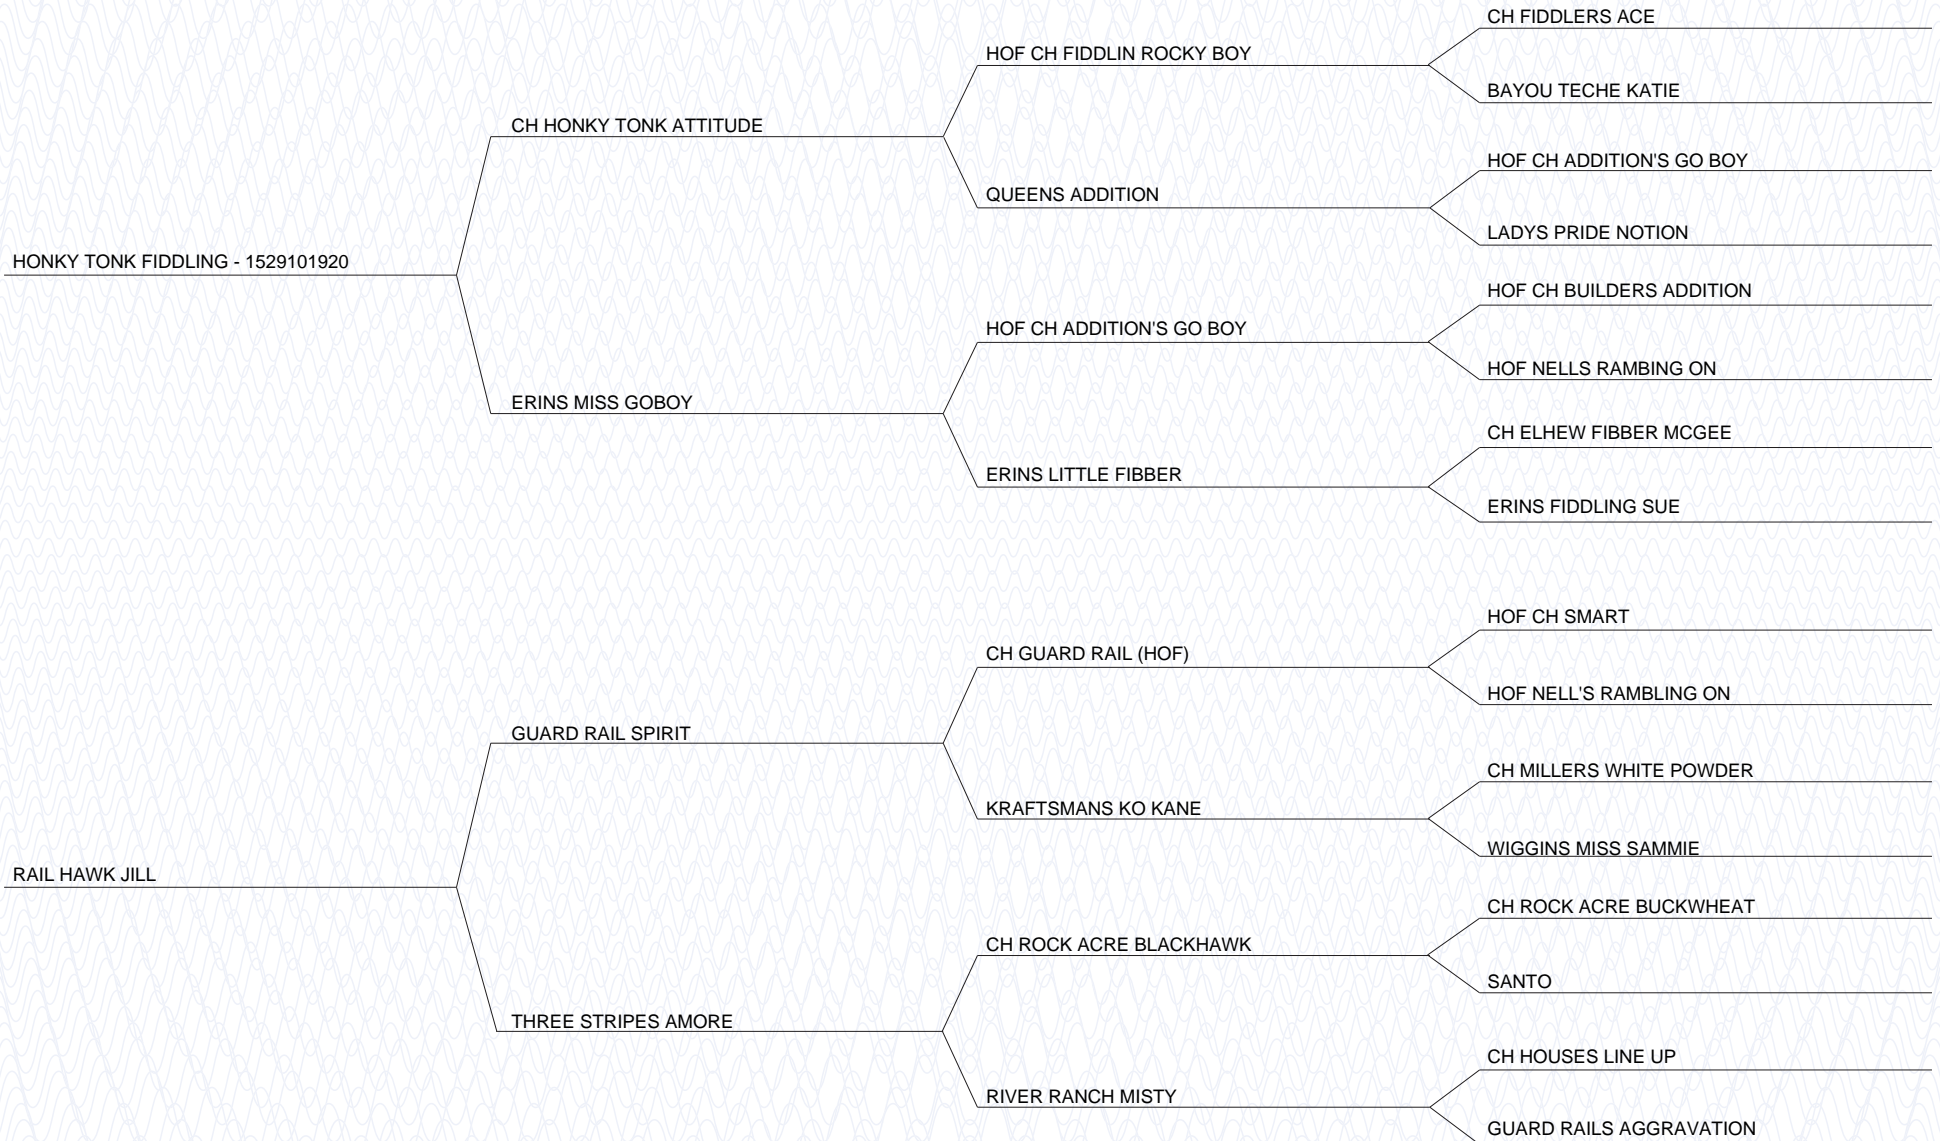 CH FIDDLERS ACE
HOF CH FIDDLIN ROCKY BOY
BAYOU TECHE KATIE
CH HONKY TONK ATTITUDE
HOF CH ADDITION'S GO BOY
QUEENS ADDITION
LADYS PRIDE NOTION
HONKY TONK FIDDLING - 1529101920
HOF CH BUILDERS ADDITION
HOF CH ADDITION'S GO BOY
HOF NELLS RAMBING ON
ERINS MISS GOBOY
CH ELHEW FIBBER MCGEE
ERINS LITTLE FIBBER
ERINS FIDDLING SUE
HOF CH SMART
CH GUARD RAIL (HOF)
HOF NELL'S RAMBLING ON
GUARD RAIL SPIRIT
CH MILLERS WHITE POWDER
KRAFTSMANS KO KANE
WIGGINS MISS SAMMIE
RAIL HAWK JILL
CH ROCK ACRE BUCKWHEAT
CH ROCK ACRE BLACKHAWK
SANTO
THREE STRIPES AMORE
CH HOUSES LINE UP
RIVER RANCH MISTY
GUARD RAILS AGGRAVATION